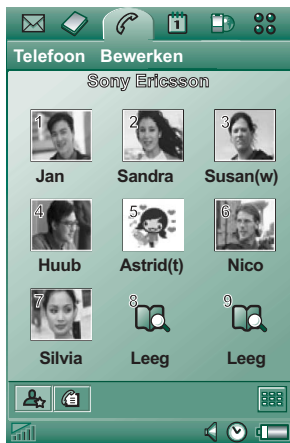 Telefoon Bewerken
Sony Ericsson
1 2 3
Jan Sandra Susan(w)
4 5 6
Huub Astrid(t) Nico
7 8 9
Silvia Leeg Leeg